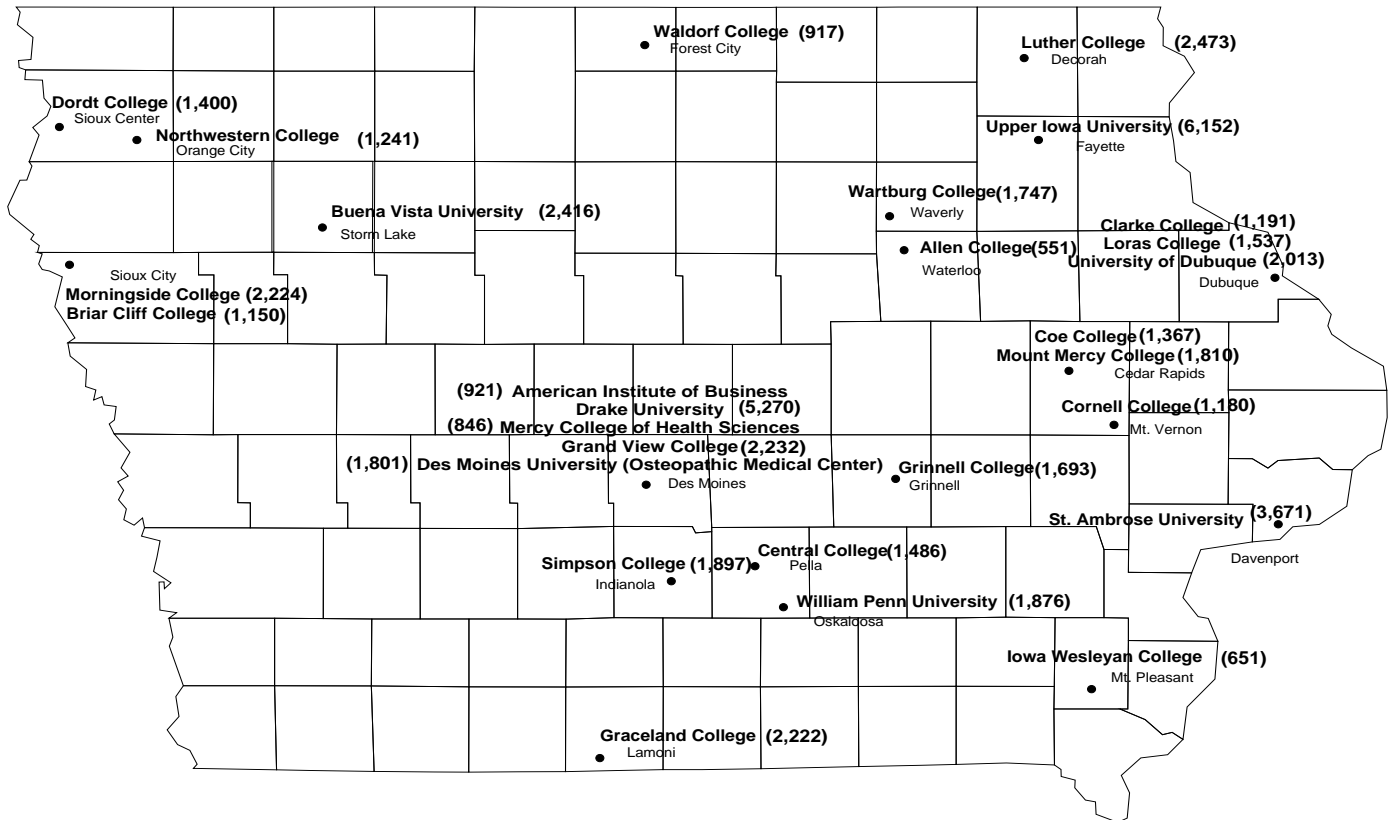 Waldorf College (917)
Forest City
Luther College (2,473)
Decorah
Dordt College (1,400)
Sioux Center
Northwestern College (1,241)
Orange City
Upper Iowa University (6,152)
Fayette
Wartburg College (1,747)
Waverly
Buena Vista University (2,416)
Storm Lake
Clarke College (1,191)
Loras College (1,537)
University of Dubuque (2,013)
Dubuque
Allen College (551)
Waterloo
Sioux City
Morningside College (2,224)
Briar Cliff College (1,150)
Coe College (1,367)
Mount Mercy College (1,810)
Cedar Rapids
(921) American Institute of Business
Drake University (5,270)
(846) Mercy College of Health Sciences
Grand View College (2,232)
(1,801) Des Moines University (Osteopathic Medical Center)
Des Moines
Cornell College (1,180)
Mt. Vernon
Grinnell College (1,693)
Grinnell
St. Ambrose University (3,671)
Davenport
Simpson College (1,897)
Indianola
Central College (1,486)
Pella
William Penn University (1,876)
Oskaloosa
Iowa Wesleyan College (651)
Mt. Pleasant
Graceland College (2,222)
Lamoni